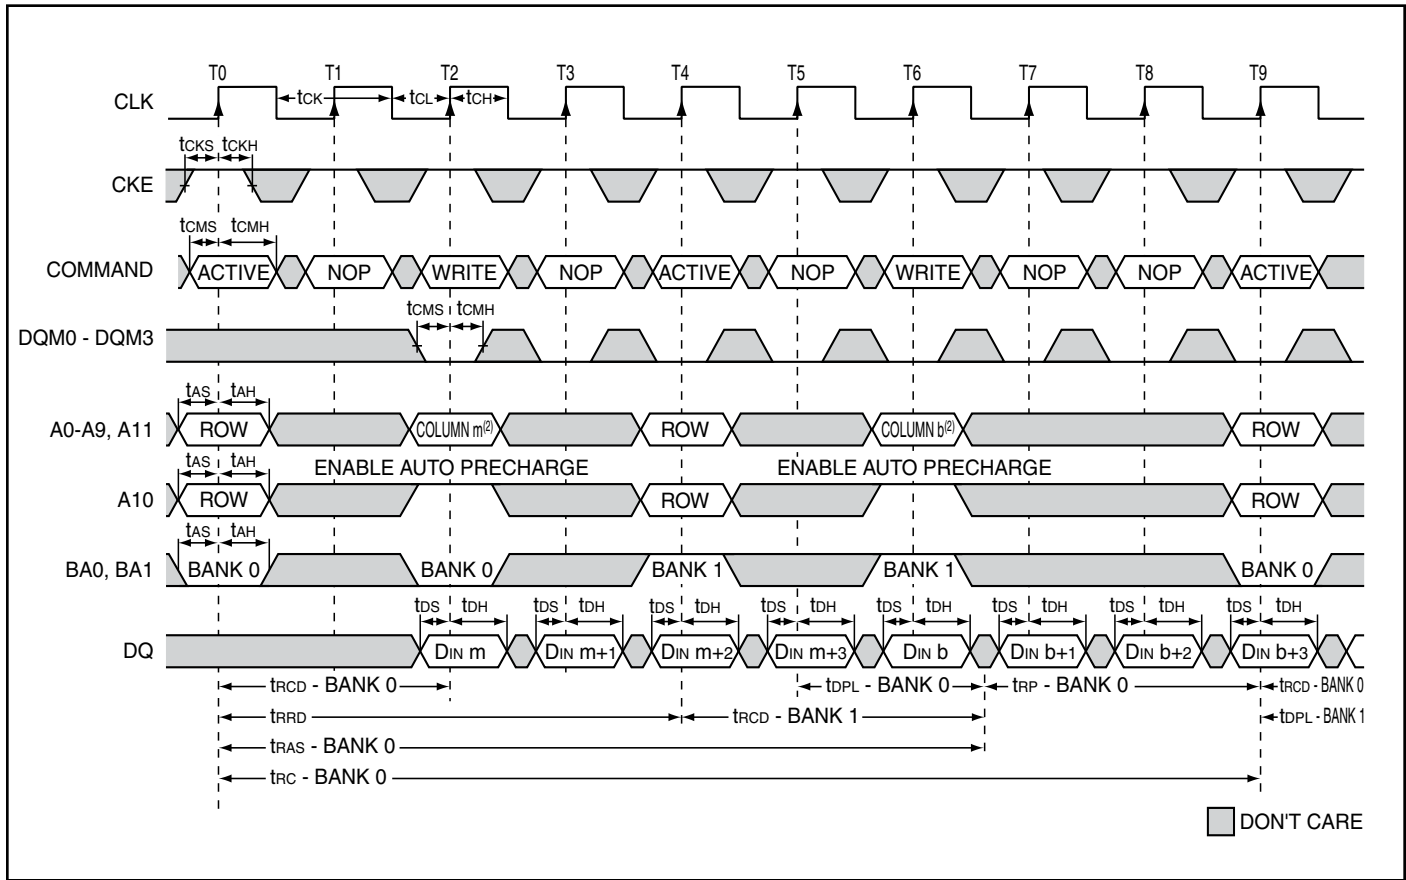 T0 T1 T2 T3 T4 T5 T6 T7 T8 T9
CLK tCK tCL tCH
tCKS tCKH
CKE
tCMS tCMH
COMMAND ACTIVE NOP WRITE NOP ACTIVE NOP WRITE NOP NOP ACTIVE
tCMS tCMH
DQM0 - DQM3
tAS tAH
A0-A9, A11 ROW COLUMN m(2) ROW COLUMN b(2) ROW
tAS tAH ENABLE AUTO PRECHARGE ENABLE AUTO PRECHARGE
A10 ROW ROW ROW
tAS tAH
BA0, BA1 BANK 0 BANK 0 BANK 1 BANK 1 BANK 0
tDS tDH tDS tDH tDS tDH tDS tDH tDS tDH tDS tDH tDS tDH tDS tDH
DQ DIN m DIN m+1 DIN m+2 DIN m+3 DIN b DIN b+1 DIN b+2 DIN b+3
tRCD - BANK 0 tDPL - BANK 0 tRP - BANK 0 tRCD - BANK 0
tRRD tRCD - BANK 1 tDPL - BANK 1
tRAS - BANK 0
tRC - BANK 0
DON'T CARE